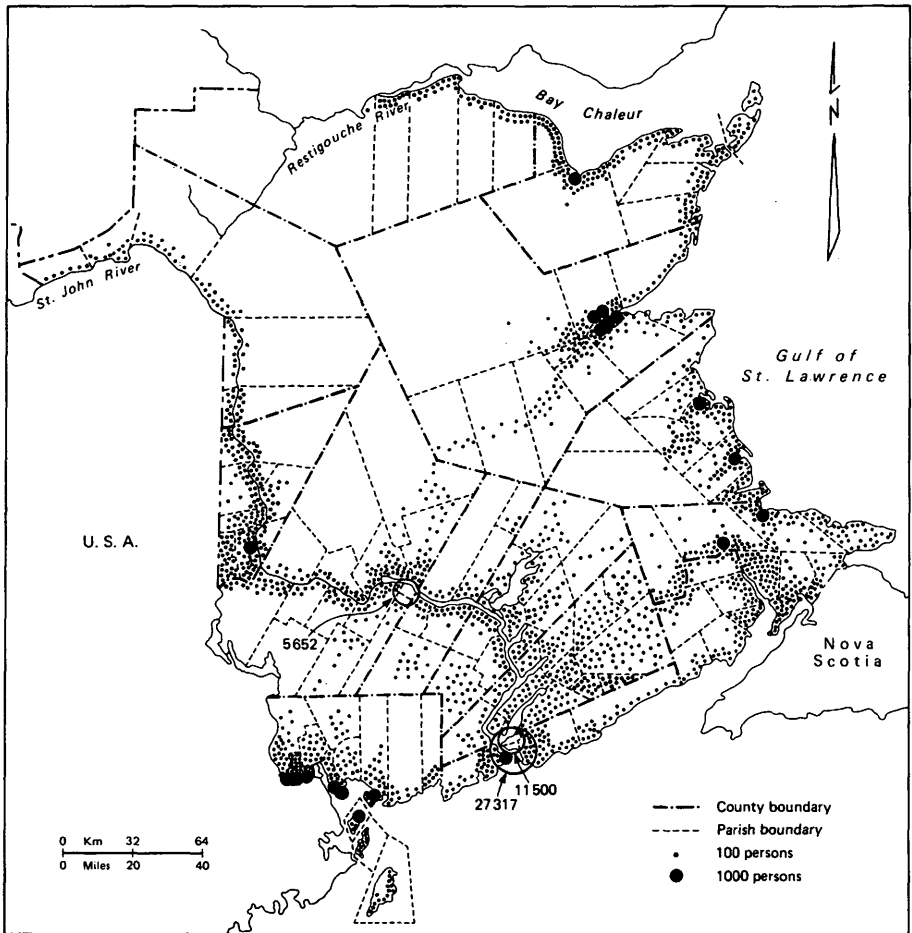 Bay
Chaleur
N
Restigouche River
St. John River
Gulf of
St. Lawrence
U.S.A.
5652
Nova
Scotia
11500
27317
County boundary
Parish boundary
0 Km 32 64
100 persons
0 Miles 20 40
1000 persons